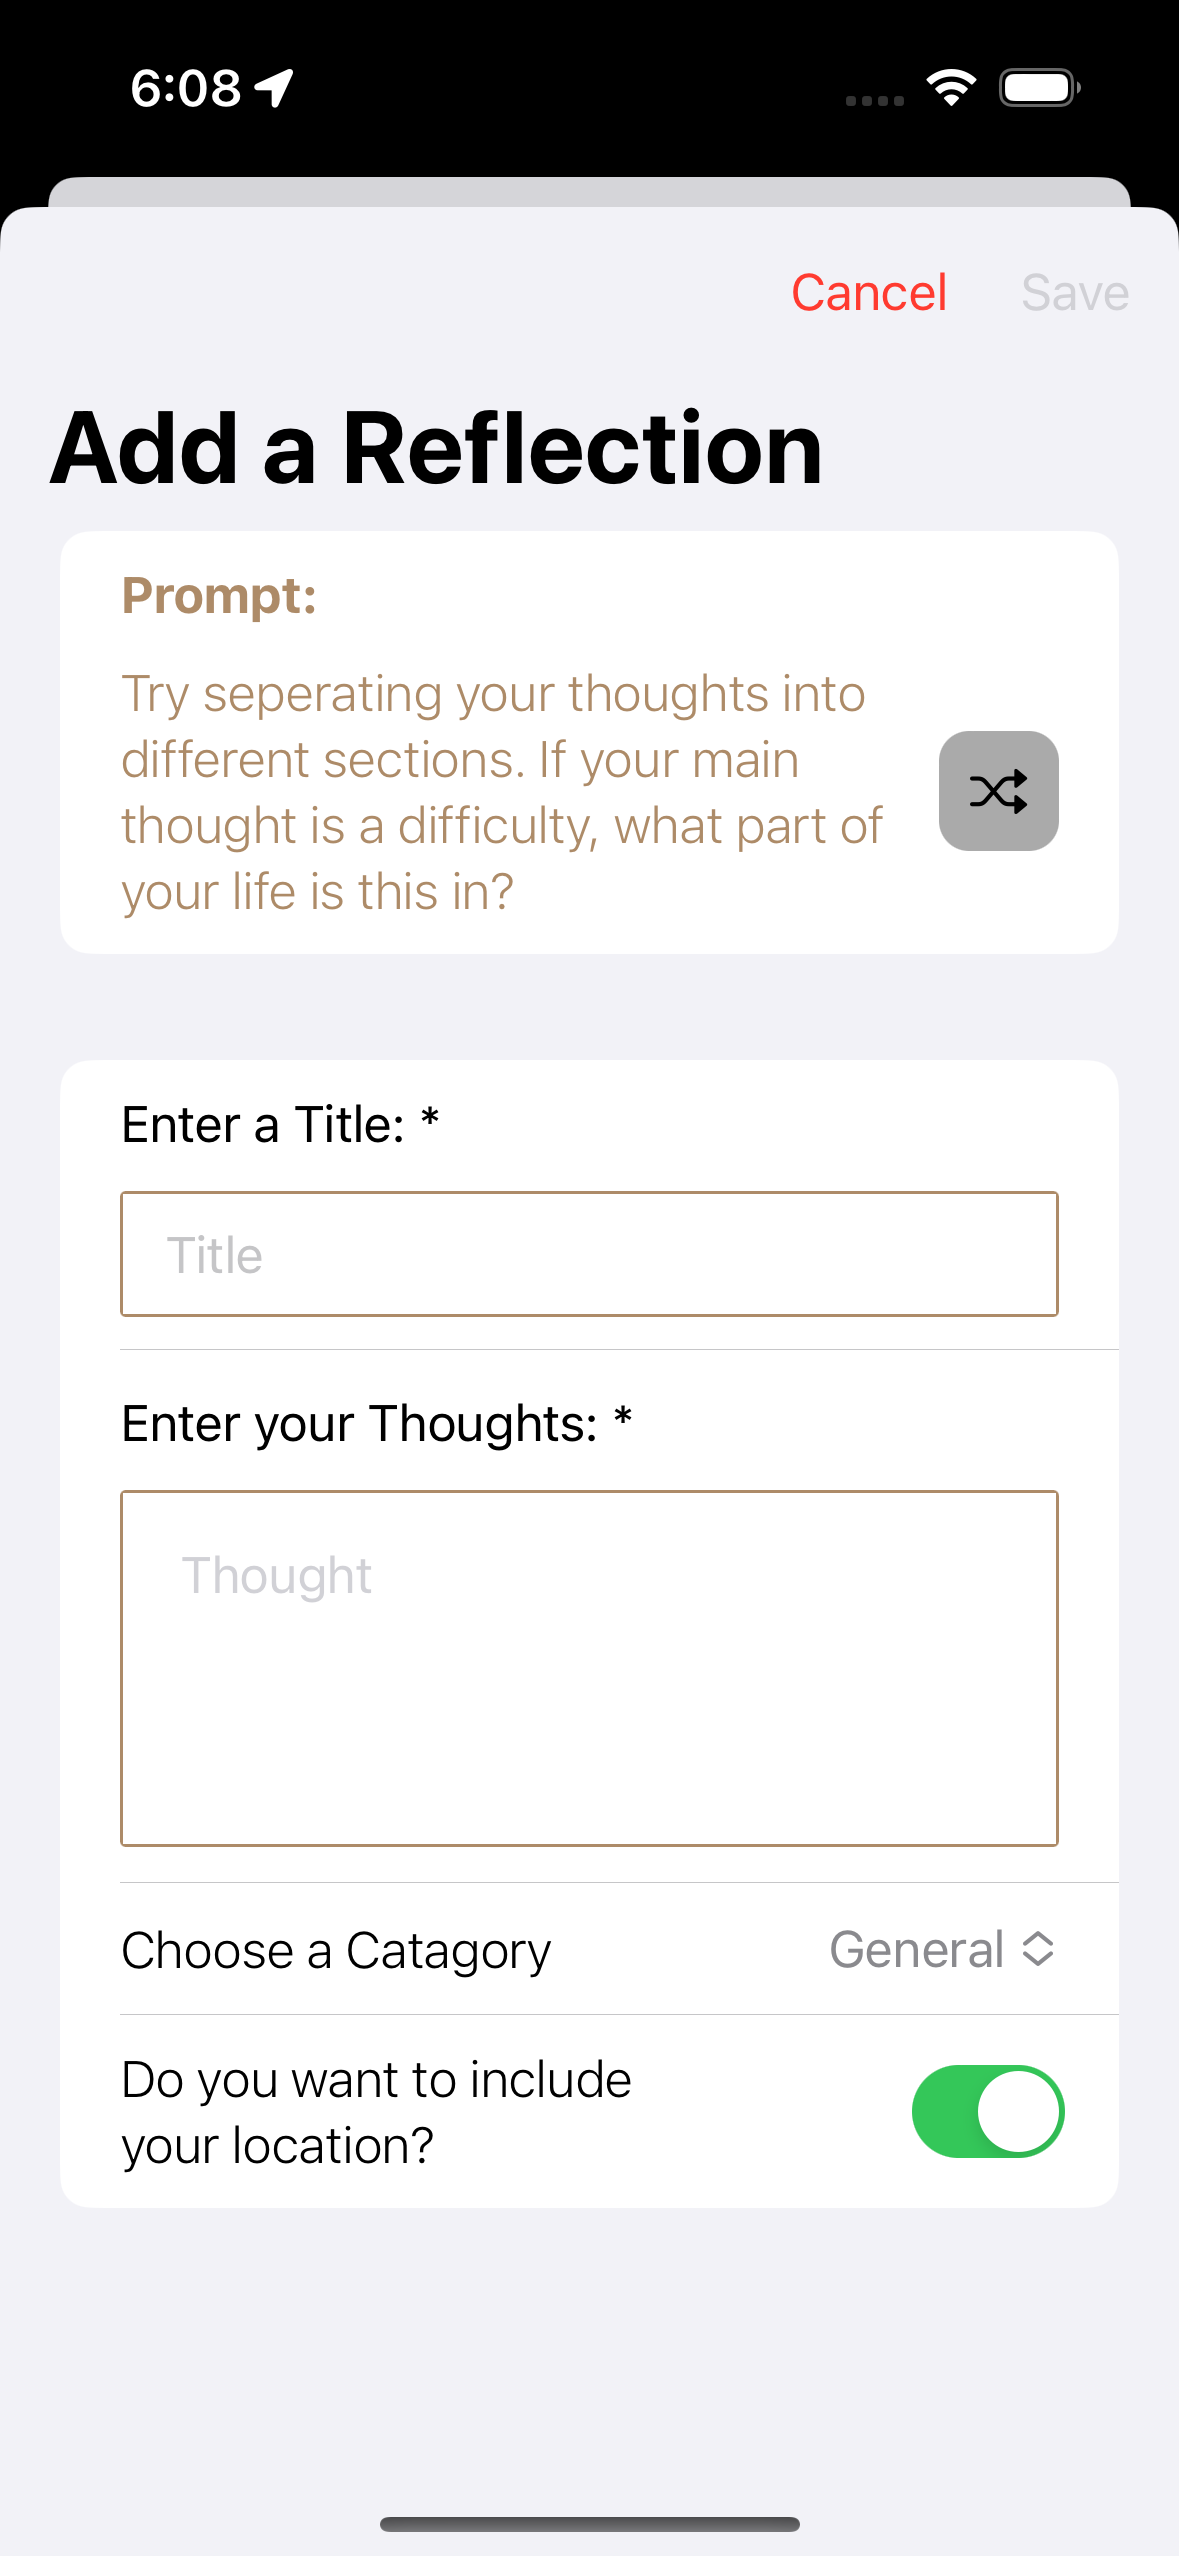 6:08
Cancel Save
Add a Reflection
Prompt:
Try seperating your thoughts into
different sections. If your main
thought is a difficulty, what part of
your life is this in?
Enter a Title: *
Title
Enter your Thoughts: *
Thought
Choose a Catagory General
Do you want to include
your location?